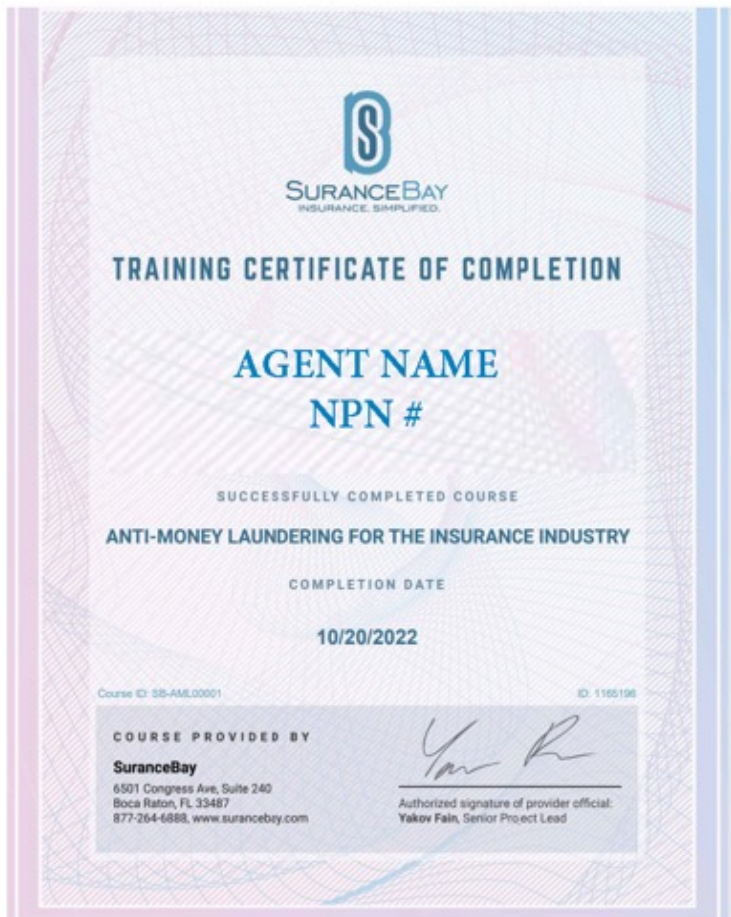 SURANCEBAY
INSURANCE. SIMPLIFIED.
TRAINING CERTIFICATE OF COMPLETION
AGENT NAME
NPN #
SUCCESSFULLY COMPLETED COURSE
ANTI-MONEY LAUNDERING FOR THE INSURANCE INDUSTRY
COMPLETION DATE
10/20/2022
Course ID: SB-AML00001
ID: 1165196
COURSE PROVIDED BY
SuranceBay
6501 Congress Ave, Suite 240
Boca Raton, FL 33487
877-264-6888, www.surancebay.com
Authorized signature of provider official:
Yakov Fain, Senior Project Lead